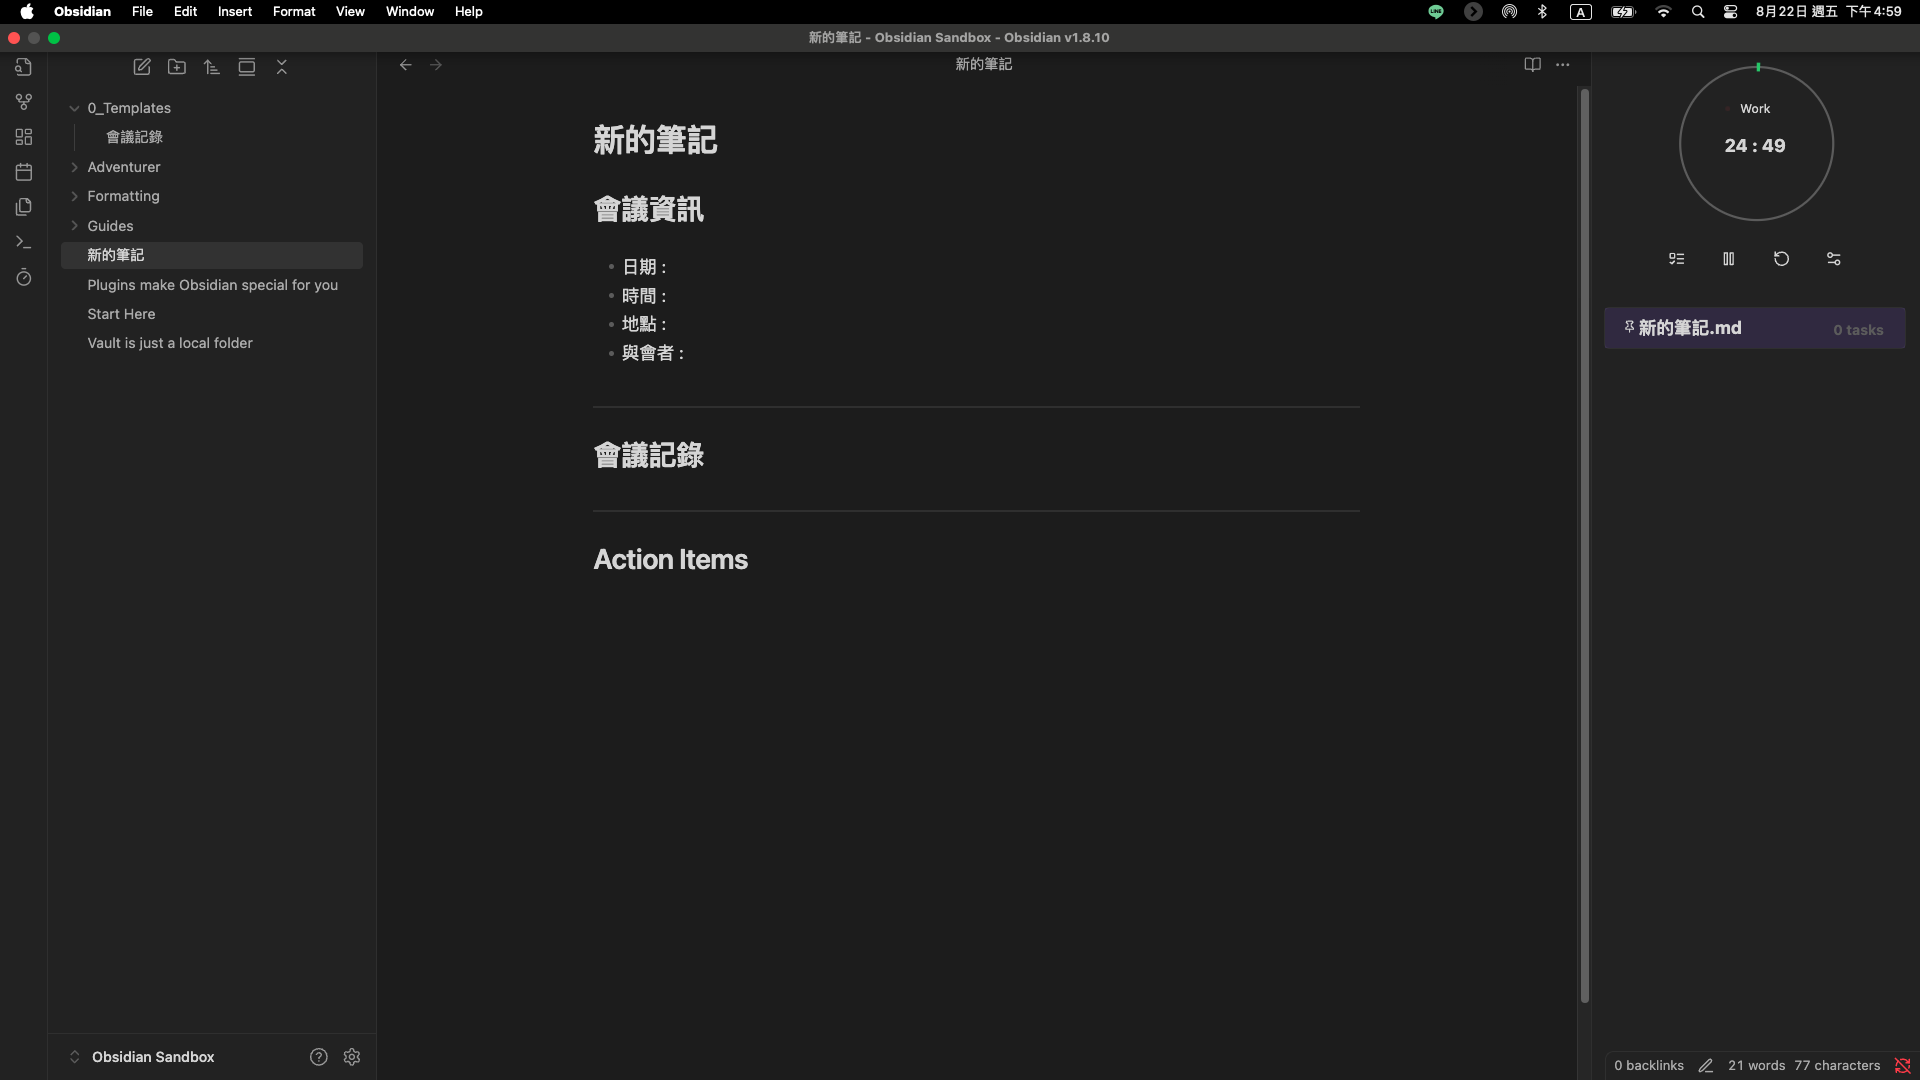 Obsidian File Edit Insert Format View Window Help
LINE A 8月22日 週五 下午4:59
新的筆記 - Obsidian Sandbox - Obsidian v1.8.10
新的筆記
0_Templates
會議記錄
Adventurer
Formatting
Guides
新的筆記
Plugins make Obsidian special for you
Start Here
Vault is just a local folder
Obsidian Sandbox
新的筆記
會議資訊
日期：
時間：
地點：
與會者：
會議記錄
Action Items
Work
24 : 49
新的筆記.md 0 tasks
0 backlinks 21 words 77 characters